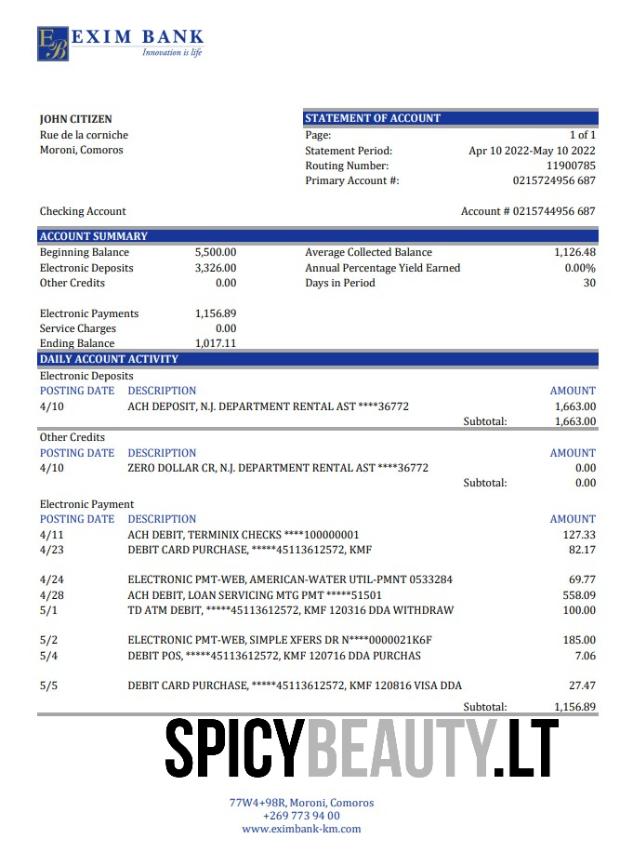 EB EXIM BANK
Innovation is life
JOHN CITIZEN
Rue de la corniche
Moroni, Comoros
STATEMENT OF ACCOUNT
Page: 1 of 1
Statement Period: Apr 10 2022-May 10 2022
Routing Number: 11900785
Primary Account #: 0215724956 687
Checking Account Account # 0215744956 687
ACCOUNT SUMMARY
Beginning Balance 5,500.00 Average Collected Balance 1,126.48
Electronic Deposits 3,326.00 Annual Percentage Yield Earned 0.00%
Other Credits 0.00 Days in Period 30
Electronic Payments 1,156.89
Service Charges 0.00
Ending Balance 1,017.11
DAILY ACCOUNT ACTIVITY
Electronic Deposits
POSTING DATE DESCRIPTION AMOUNT
4/10 ACH DEPOSIT, N.J. DEPARTMENT RENTAL AST ****36772 1,663.00
Subtotal: 1,663.00
Other Credits
POSTING DATE DESCRIPTION AMOUNT
4/10 ZERO DOLLAR CR, N.J. DEPARTMENT RENTAL AST ****36772 0.00
Subtotal: 0.00
Electronic Payment
POSTING DATE DESCRIPTION AMOUNT
4/11 ACH DEBIT, TERMINIX CHECKS ****100000001 127.33
4/23 DEBIT CARD PURCHASE, *****45113612572, KMF 82.17
4/24 ELECTRONIC PMT-WEB, AMERICAN-WATER UTIL-PMNT 0533284 69.77
4/28 ACH DEBIT, LOAN SERVICING MTG PMT *****51501 558.09
5/1 TD ATM DEBIT, *****45113612572, KMF 120316 DDA WITHDRAW 100.00
5/2 ELECTRONIC PMT-WEB, SIMPLE XFERS DR N****0000021K6F 185.00
5/4 DEBIT POS, *****45113612572, KMF 120716 DDA PURCHAS 7.06
5/5 DEBIT CARD PURCHASE, *****45113612572, KMF 120816 VISA DDA 27.47
Subtotal: 1,156.89
SPICYBEAUTY.LT
77W4+98R, Moroni, Comoros
+269 773 94 00
www.eximbank-km.com